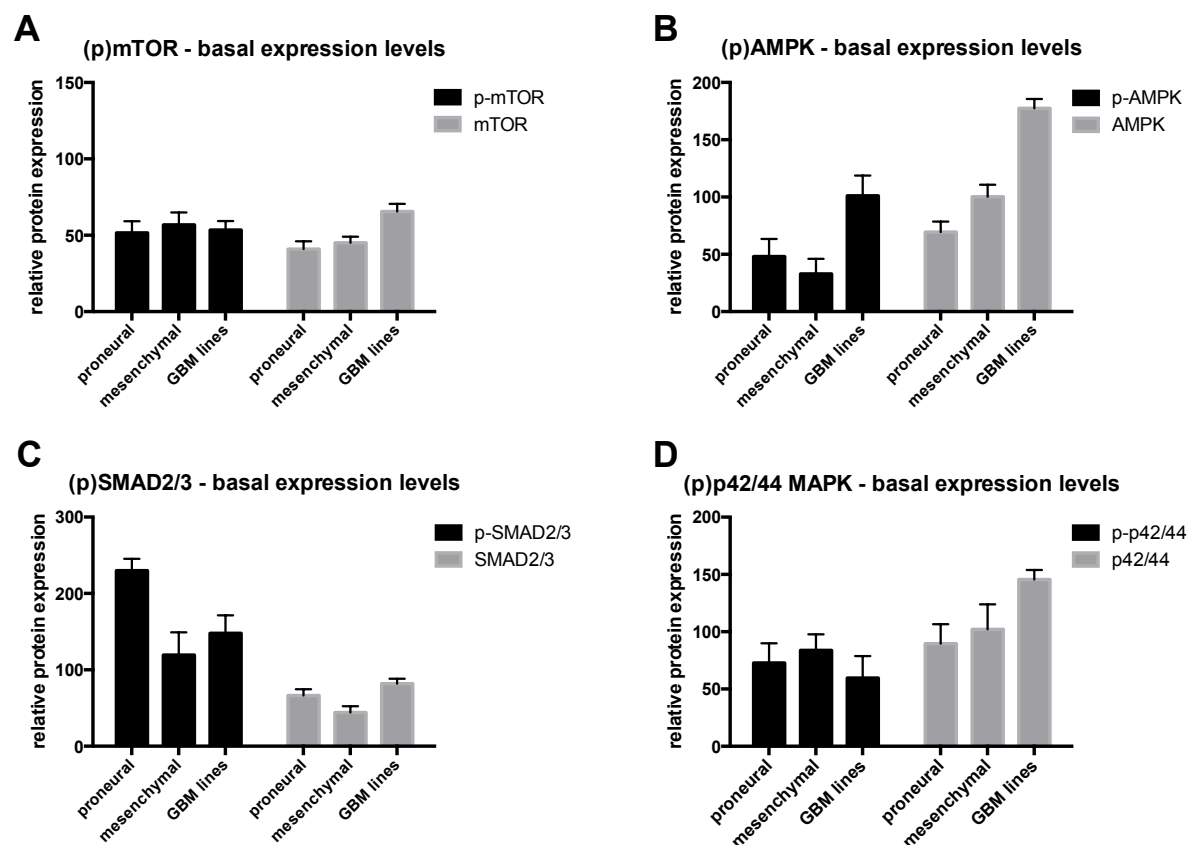 A
(p)mTOR - basal expression levels
relative protein expression
150
100
50
0
proneural
mesenchymal
GBM lines
proneural
mesenchymal
GBM lines
p-mTOR
mTOR
B
(p)AMPK - basal expression levels
relative protein expression
200
150
100
50
0
proneural
mesenchymal
GBM lines
proneural
mesenchymal
GBM lines
p-AMPK
AMPK
C
(p)SMAD2/3 - basal expression levels
relative protein expression
300
200
100
0
proneural
mesenchymal
GBM lines
proneural
mesenchymal
GBM lines
p-SMAD2/3
SMAD2/3
D
(p)p42/44 MAPK - basal expression levels
relative protein expression
200
150
100
50
0
proneural
mesenchymal
GBM lines
proneural
mesenchymal
GBM lines
p-p42/44
p42/44